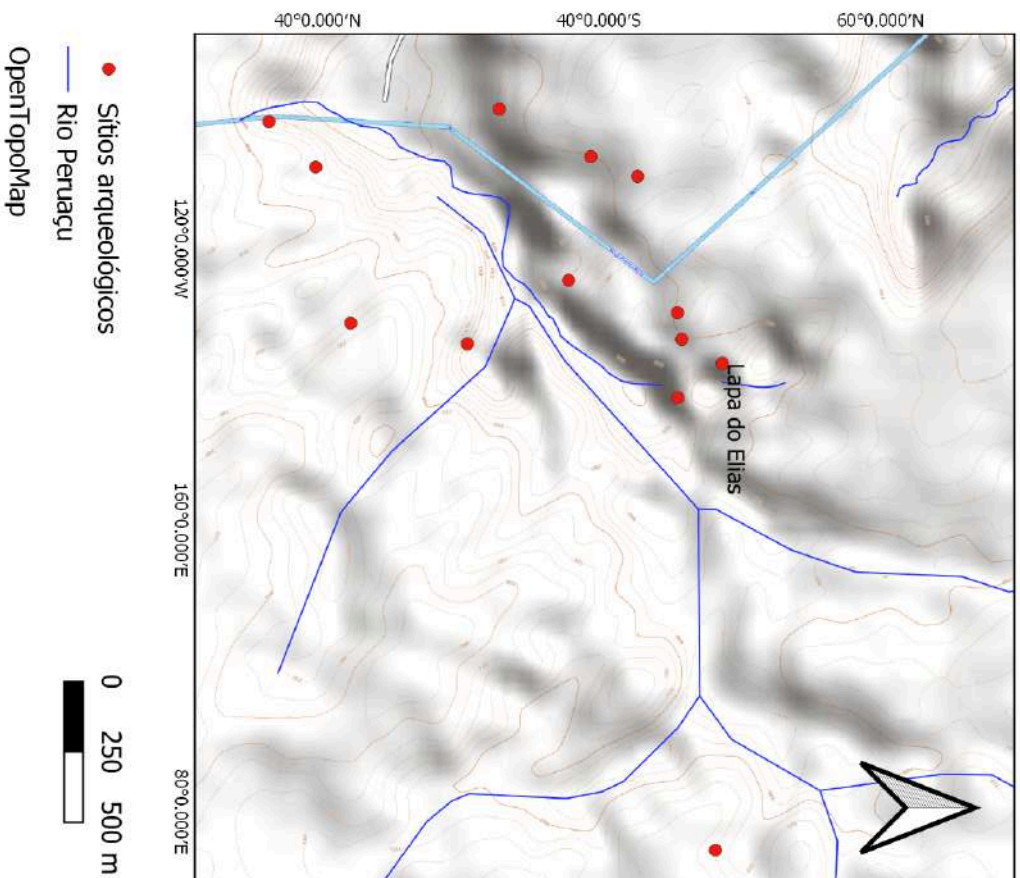 40°0.000′N
40°0.000′S
60°0.000′N
120°0.000′W
160°0.000′E
80°0.000′E
Lapa do Elias
Sítios arqueológicos
Rio Peruaçu
OpenTopoMap
0 250 500 m